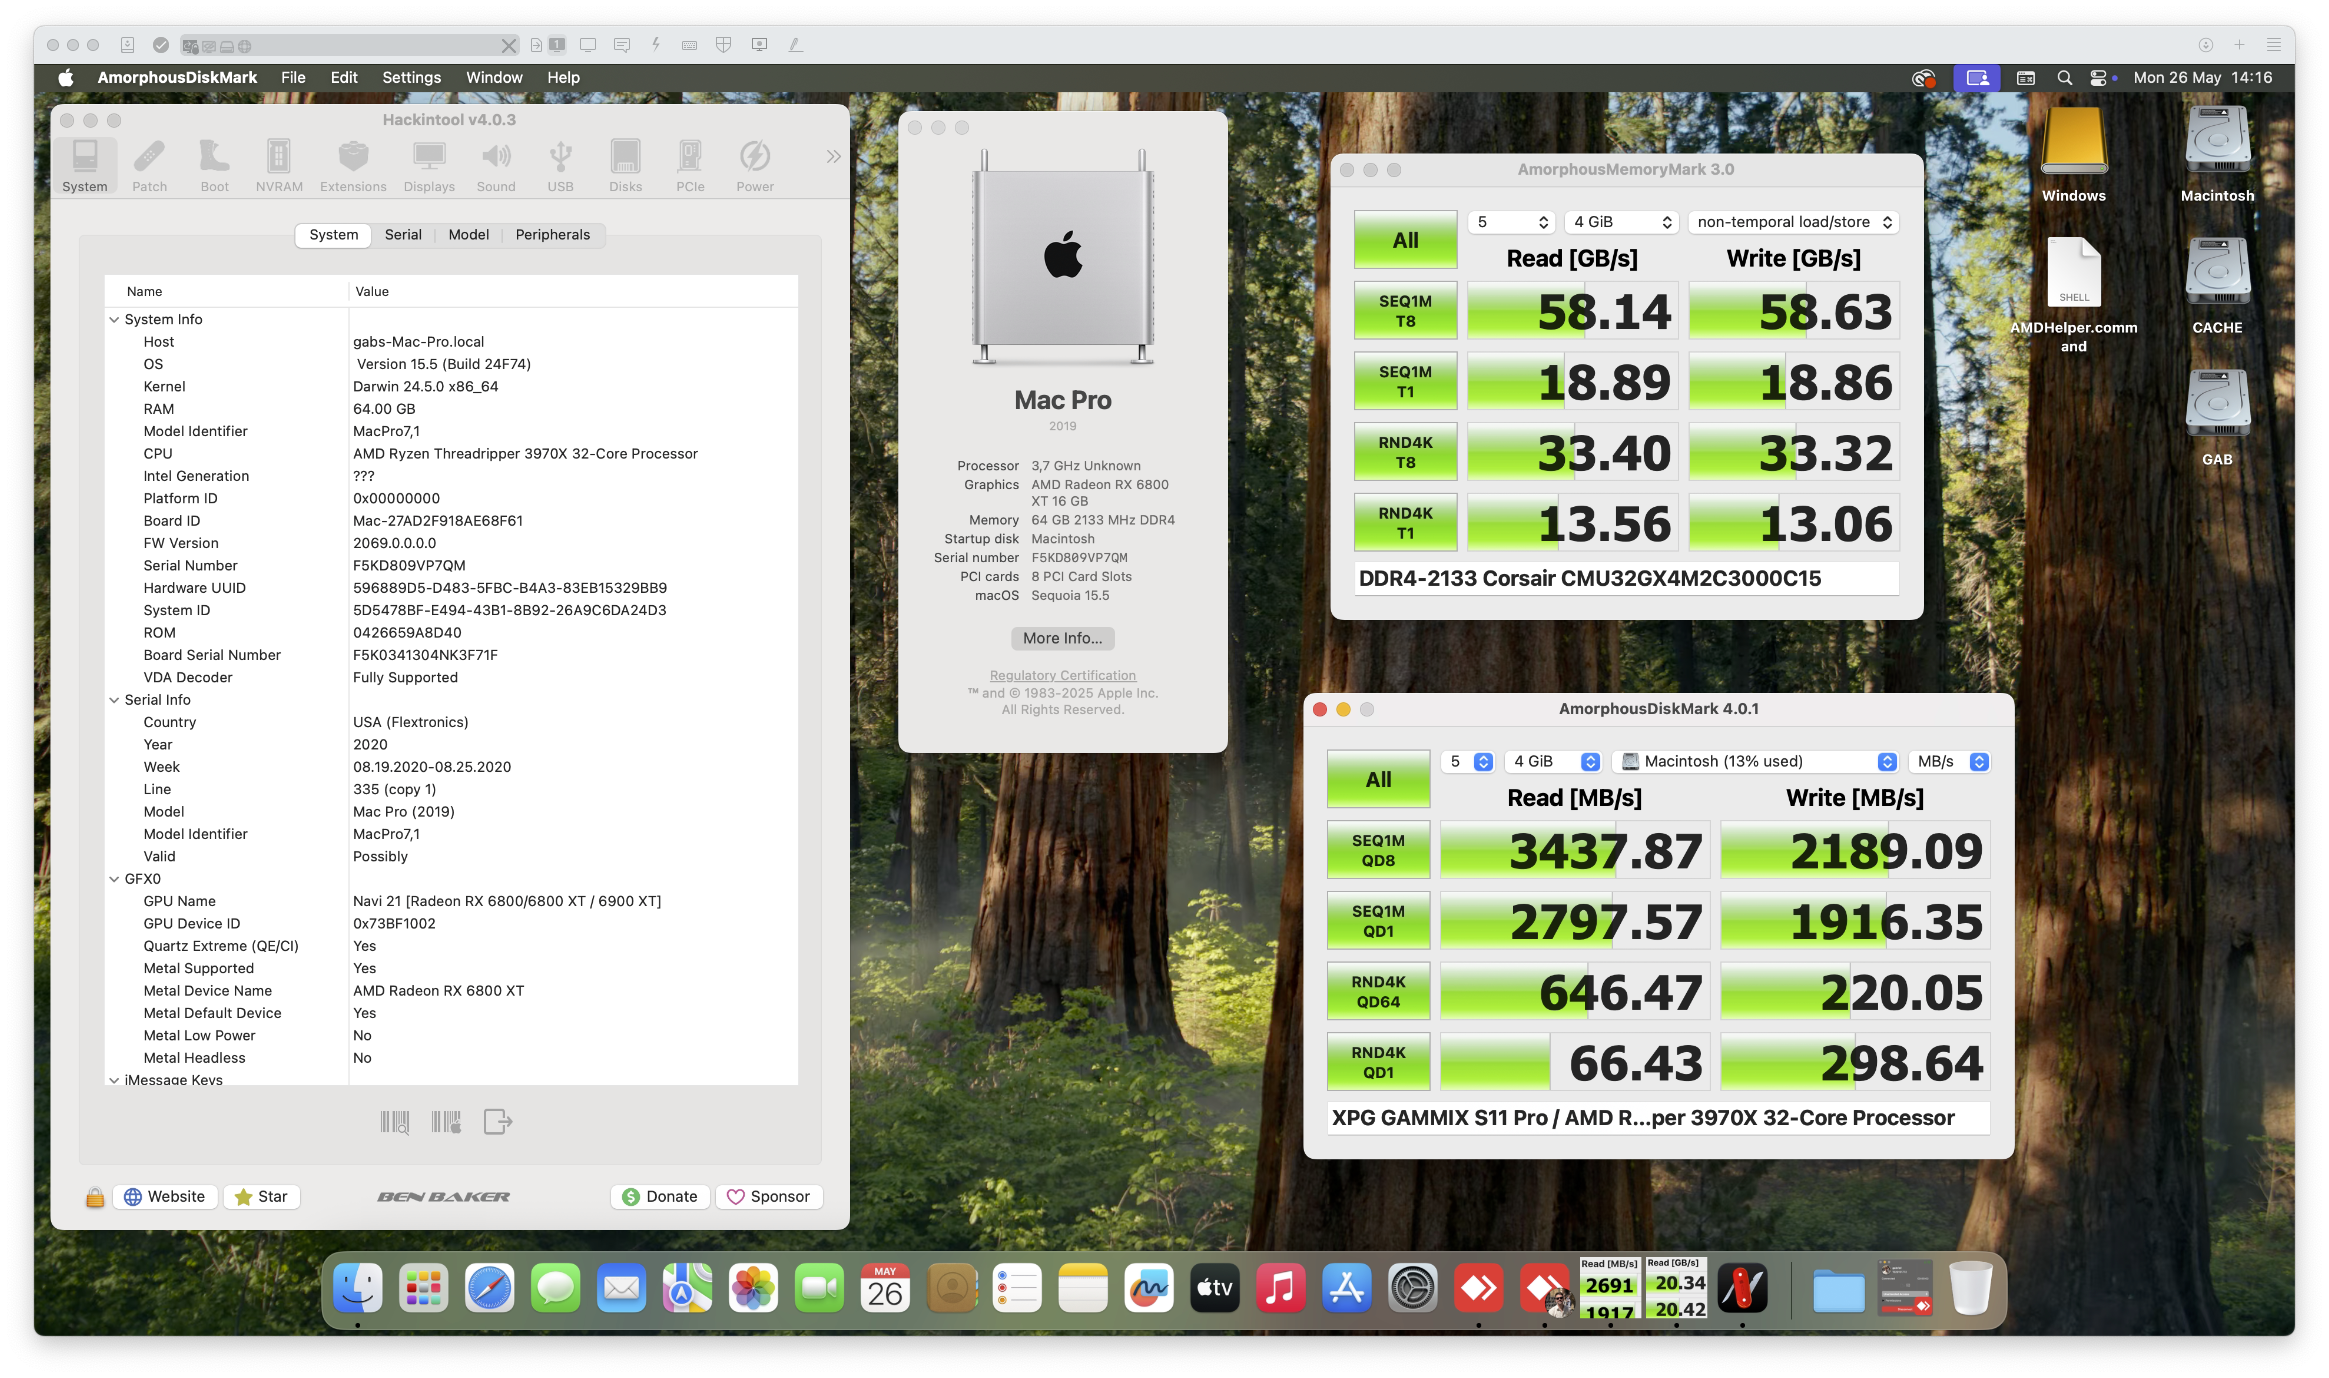 1
AmorphousDiskMark File Edit Settings Window Help
Mon 26 May 14:16
Hackintool v4.0.3
System Patch Boot NVRAM Extensions Displays Sound USB Disks PCIe Power
System Serial Model Peripherals
Name Value
System Info
Host gabs-Mac-Pro.local
OS Version 15.5 (Build 24F74)
Kernel Darwin 24.5.0 x86_64
RAM 64.00 GB
Model Identifier MacPro7,1
CPU AMD Ryzen Threadripper 3970X 32-Core Processor
Intel Generation ???
Platform ID 0x00000000
Board ID Mac-27AD2F918AE68F61
FW Version 2069.0.0.0.0
Serial Number F5KD809VP7QM
Hardware UUID 596889D5-D483-5FBC-B4A3-83EB15329BB9
System ID 5D5478BF-E494-43B1-8B92-26A9C6DA24D3
ROM 0426659A8D40
Board Serial Number F5K0341304NK3F71F
VDA Decoder Fully Supported
Serial Info
Country USA (Flextronics)
Year 2020
Week 08.19.2020-08.25.2020
Line 335 (copy 1)
Model Mac Pro (2019)
Model Identifier MacPro7,1
Valid Possibly
GFX0
GPU Name Navi 21 [Radeon RX 6800/6800 XT / 6900 XT]
GPU Device ID 0x73BF1002
Quartz Extreme (QE/CI) Yes
Metal Supported Yes
Metal Device Name AMD Radeon RX 6800 XT
Metal Default Device Yes
Metal Low Power No
Metal Headless No
iMessage Keys
Website Star BEN BAKER Donate Sponsor
Mac Pro
2019
Processor 3,7 GHz Unknown
Graphics AMD Radeon RX 6800
XT 16 GB
Memory 64 GB 2133 MHz DDR4
Startup disk Macintosh
Serial number F5KD809VP7QM
PCI cards 8 PCI Card Slots
macOS Sequoia 15.5
More Info...
Regulatory Certification
™ and © 1983-2025 Apple Inc.
All Rights Reserved.
AmorphousMemoryMark 3.0
All 5 4 GiB non-temporal load/store
Read [GB/s] Write [GB/s]
SEQ1M
T8 58.14 58.63
SEQ1M
T1 18.89 18.86
RND4K
T8 33.40 33.32
RND4K
T1 13.56 13.06
DDR4-2133 Corsair CMU32GX4M2C3000C15
AmorphousDiskMark 4.0.1
All 5 4 GiB Macintosh (13% used) MB/s
Read [MB/s] Write [MB/s]
SEQ1M
QD8 3437.87 2189.09
SEQ1M
QD1 2797.57 1916.35
RND4K
QD64 646.47 220.05
RND4K
QD1 66.43 298.64
XPG GAMMIX S11 Pro / AMD R...per 3970X 32-Core Processor
Windows Macintosh
SHELL
AMDHelper.comm
and
CACHE
GAB
MAY
26
tv
Read [MB/s]
2691
1917
Read [GB/s]
20.34
20.42